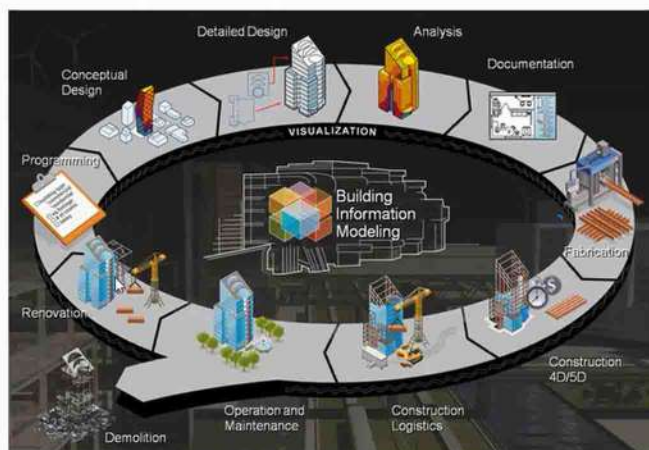 Detailed Design
Analysis
Conceptual
Design
Documentation
VISUALIZATION
Programming
Building
Information
Modeling
Fabrication
Renovation
Construction
4D/5D
Operation and
Maintenance
Construction
Logistics
Demolition
$